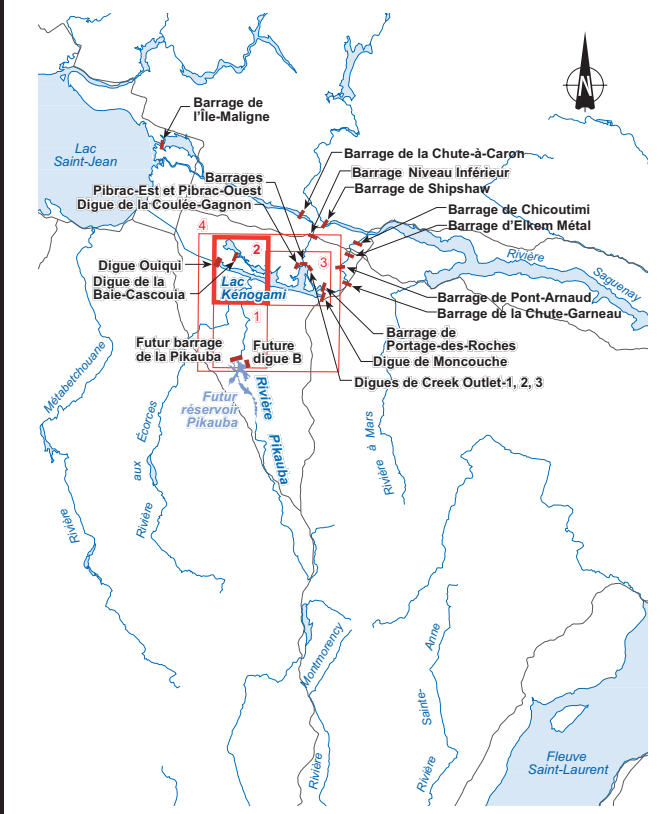 N
Barrage de
l'Île-Maligne
Lac
Saint-Jean
Barrage de la Chute-à-Caron
Barrages
Pibrac-Est et Pibrac-Ouest
Digue de la Coulée-Gagnon
Barrage Niveau Inférieur
Barrage de Shipshaw
Barrage de Chicoutimi
Barrage d'Elkem Métal
4
2
3
1
Rivière
Saguenay
Digue Ouiqui
Digue de la
Baie-Cascouia
Lac
Kénogami
Barrage de Pont-Arnaud
Barrage de la Chute-Garneau
Barrage de
Portage-des-Roches
Digue de Moncouche
Digues de Creek Outlet-1, 2, 3
Futur barrage
de la Pikauba
Future
digue B
Futur
réservoir
Pikauba
Rivière
Pikauba
Rivière
Métabetchouane
Rivière
aux
Écorces
Rivière à Mars
Rivière
Montmorency
Rivière
Sainte-
Anne
Fleuve
Saint-Laurent